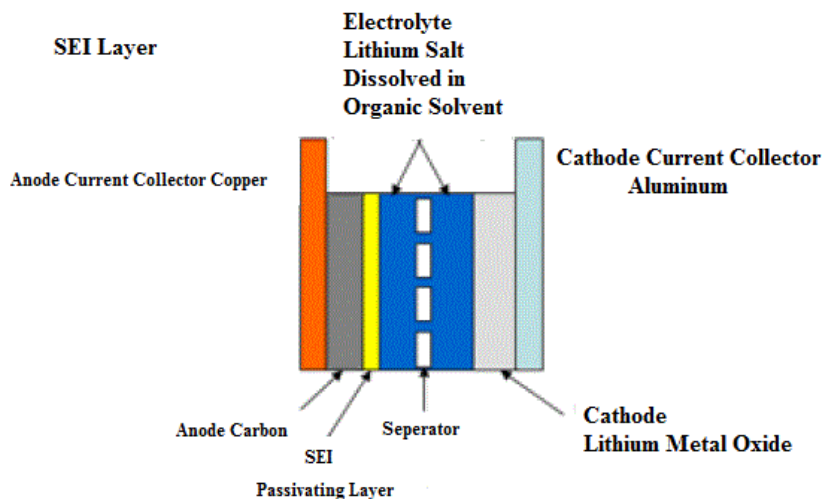 SEI Layer
Electrolyte
Lithium Salt
Dissolved in
Organic Solvent
Anode Current Collector Copper
Cathode Current Collector
Aluminum
Anode Carbon
SEI
Passivating Layer
Seperator
Cathode
Lithium Metal Oxide